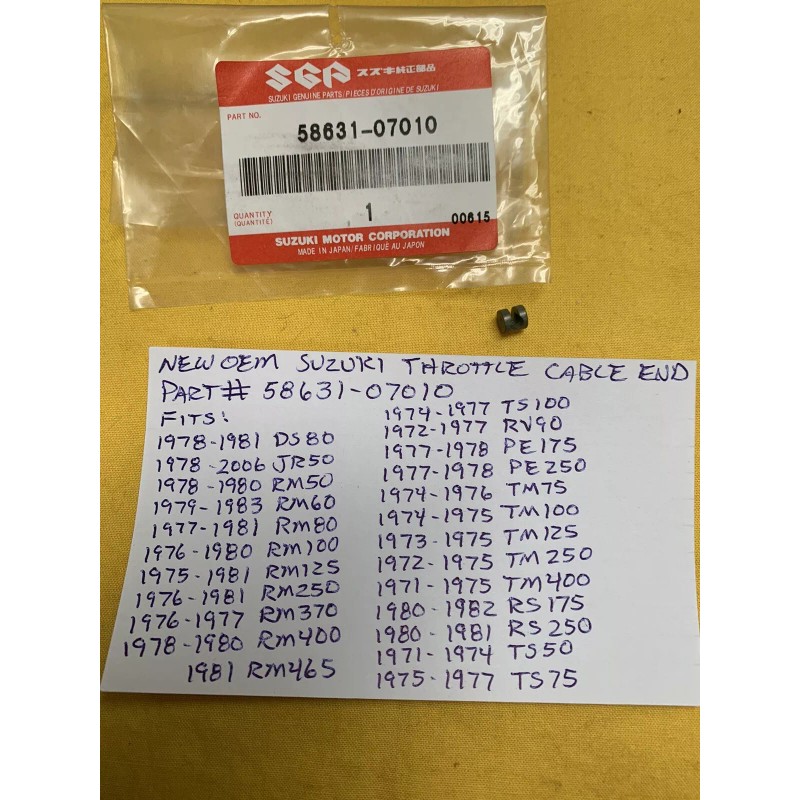 SGP スズキ純正部品
SUZUKI GENUINE PARTS/PIECES D'ORIGINE DE SUZUKI
PART NO.
58631-07010
QUANTITY
(QUANTITÉ)
1
00615
SUZUKI MOTOR CORPORATION
MADE IN JAPAN/FABRIQUÉ AU JAPON
NEW OEM SUZUKI THROTTLE CABLE END
PART# 58631-07010
FITS:
1978-1981 DS80
1978-2006 JR50
1978-1980 RM50
1979-1983 RM60
1977-1981 RM80
1976-1980 RM100
1975-1981 RM125
1976-1981 RM250
1976-1977 RM370
1978-1980 RM400
1981 RM465
1974-1977 TS100
1972-1977 RV90
1977-1978 PE175
1977-1978 PE250
1974-1976 TM75
1974-1975 TM100
1973-1975 TM125
1972-1975 TM250
1971-1975 TM400
1980-1982 RS175
1980-1981 RS250
1971-1974 TS50
1975-1977 TS75